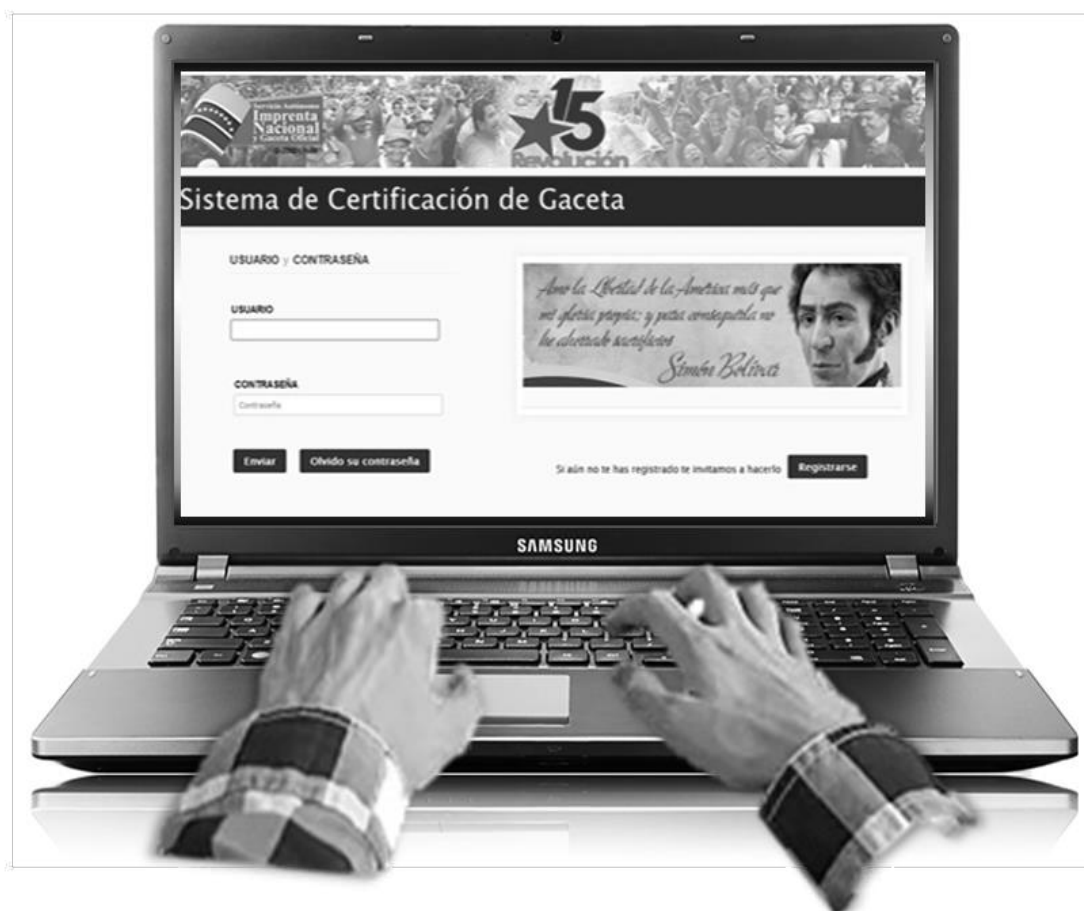 Servicio Autónomo
Imprenta
Nacional
y Gaceta Oficial
15
Revolución
Sistema de Certificación de Gaceta
USUARIO y CONTRASEÑA
USUARIO
CONTRASEÑA
Contraseña
Enviar
Olvido su contraseña
Amo la Libertad de la América más que
mi gloria propia; y para conseguirla no
he ahorrado sacrificios
Simón Bolívar
Si aún no te has registrado te invitamos a hacerlo
Registrarse
SAMSUNG